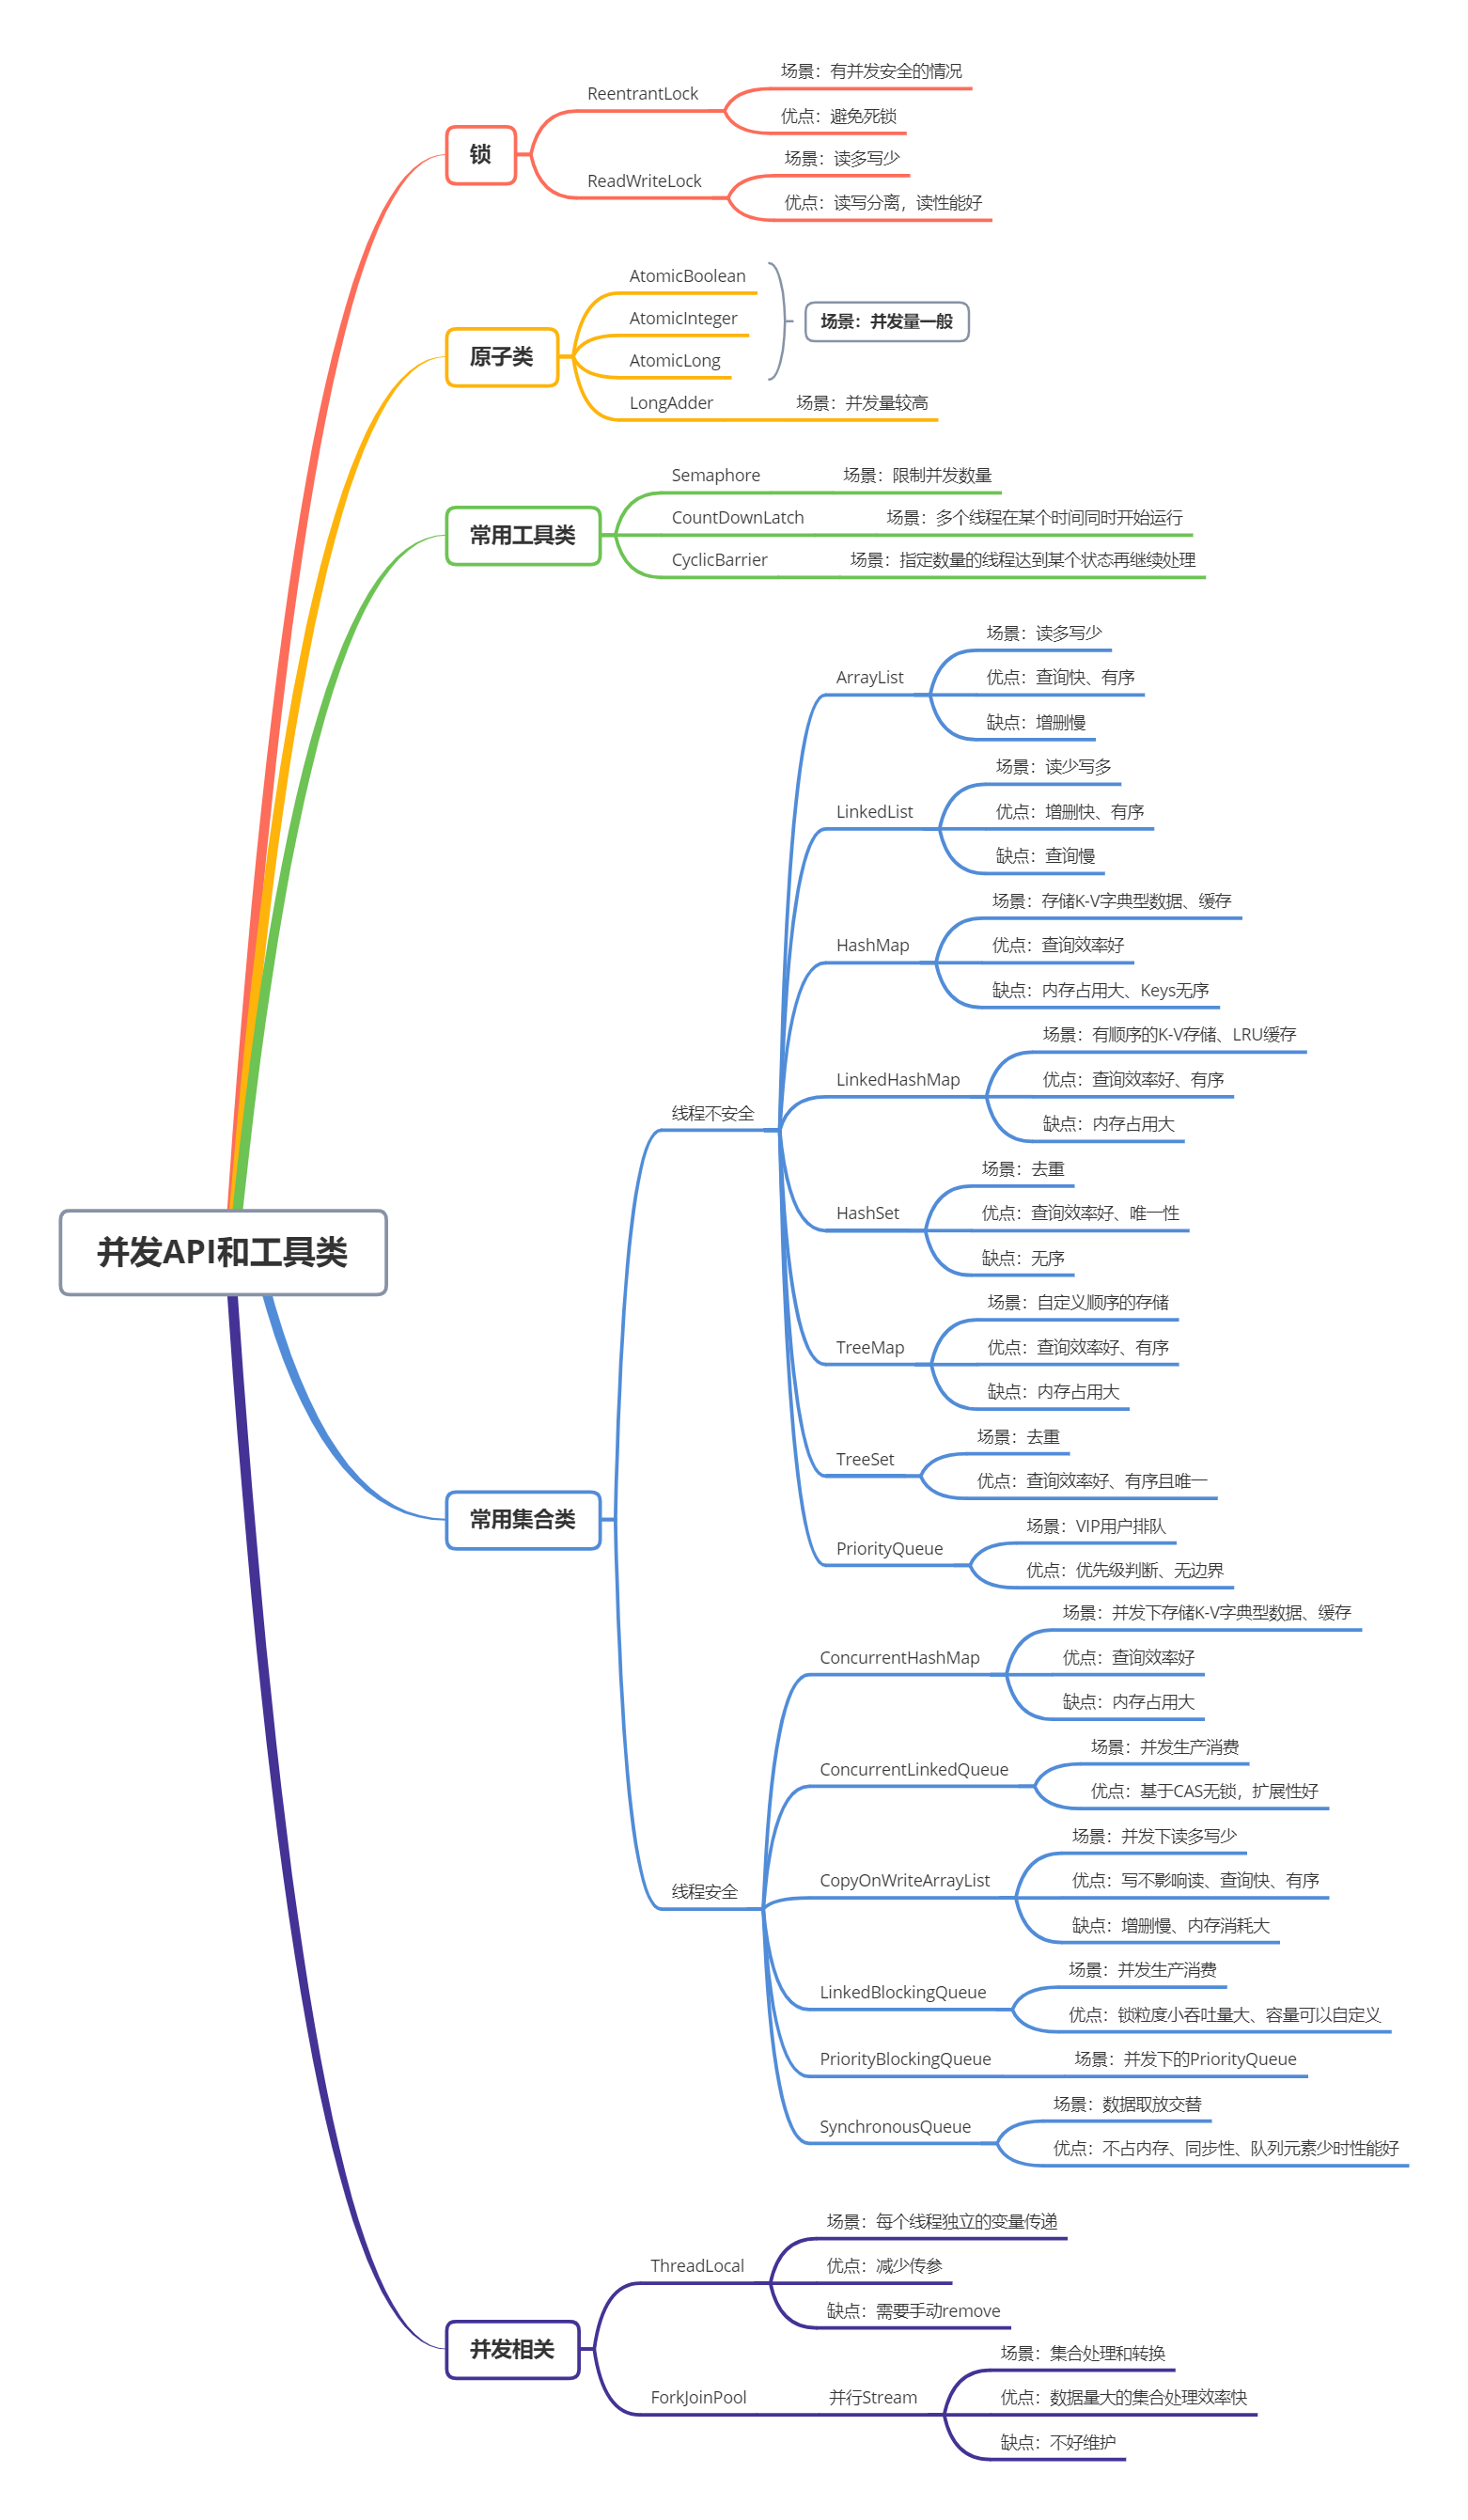 并发API和工具类
锁
ReentrantLock
场景：有并发安全的情况
优点：避免死锁
ReadWriteLock
场景：读多写少
优点：读写分离，读性能好
原子类
AtomicBoolean
AtomicInteger
AtomicLong
场景：并发量一般
LongAdder
场景：并发量较高
常用工具类
Semaphore
场景：限制并发数量
CountDownLatch
场景：多个线程在某个时间同时开始运行
CyclicBarrier
场景：指定数量的线程达到某个状态再继续处理
常用集合类
线程不安全
ArrayList
场景：读多写少
优点：查询快、有序
缺点：增删慢
LinkedList
场景：读少写多
优点：增删快、有序
缺点：查询慢
HashMap
场景：存储K-V字典型数据、缓存
优点：查询效率好
缺点：内存占用大、Keys无序
LinkedHashMap
场景：有顺序的K-V存储、LRU缓存
优点：查询效率好、有序
缺点：内存占用大
HashSet
场景：去重
优点：查询效率好、唯一性
缺点：无序
TreeMap
场景：自定义顺序的存储
优点：查询效率好、有序
缺点：内存占用大
TreeSet
场景：去重
优点：查询效率好、有序且唯一
PriorityQueue
场景：VIP用户排队
优点：优先级判断、无边界
线程安全
ConcurrentHashMap
场景：并发下存储K-V字典型数据、缓存
优点：查询效率好
缺点：内存占用大
ConcurrentLinkedQueue
场景：并发生产消费
优点：基于CAS无锁，扩展性好
CopyOnWriteArrayList
场景：并发下读多写少
优点：写不影响读、查询快、有序
缺点：增删慢、内存消耗大
LinkedBlockingQueue
场景：并发生产消费
优点：锁粒度小吞吐量大、容量可以自定义
PriorityBlockingQueue
场景：并发下的PriorityQueue
SynchronousQueue
场景：数据取放交替
优点：不占内存、同步性、队列元素少时性能好
并发相关
ThreadLocal
场景：每个线程独立的变量传递
优点：减少传参
缺点：需要手动remove
ForkJoinPool
并行Stream
场景：集合处理和转换
优点：数据量大的集合处理效率快
缺点：不好维护